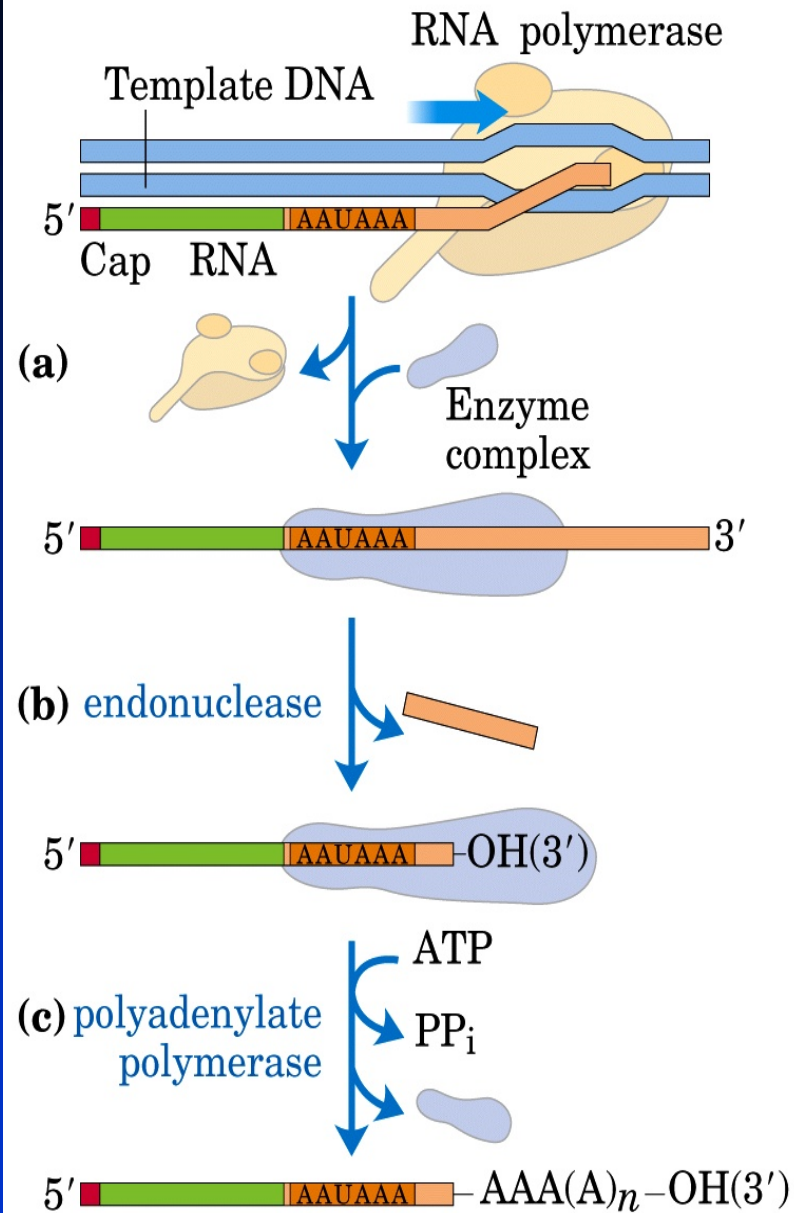 RNA polymerase
Template DNA
5′ AAUAAA
Cap RNA
(a)
Enzyme
complex
5′ AAUAAA 3′
(b) endonuclease
5′ AAUAAA -OH(3′)
ATP
(c) polyadenylate
PPi
polymerase
5′ AAUAAA –AAA(A)n–OH(3′)